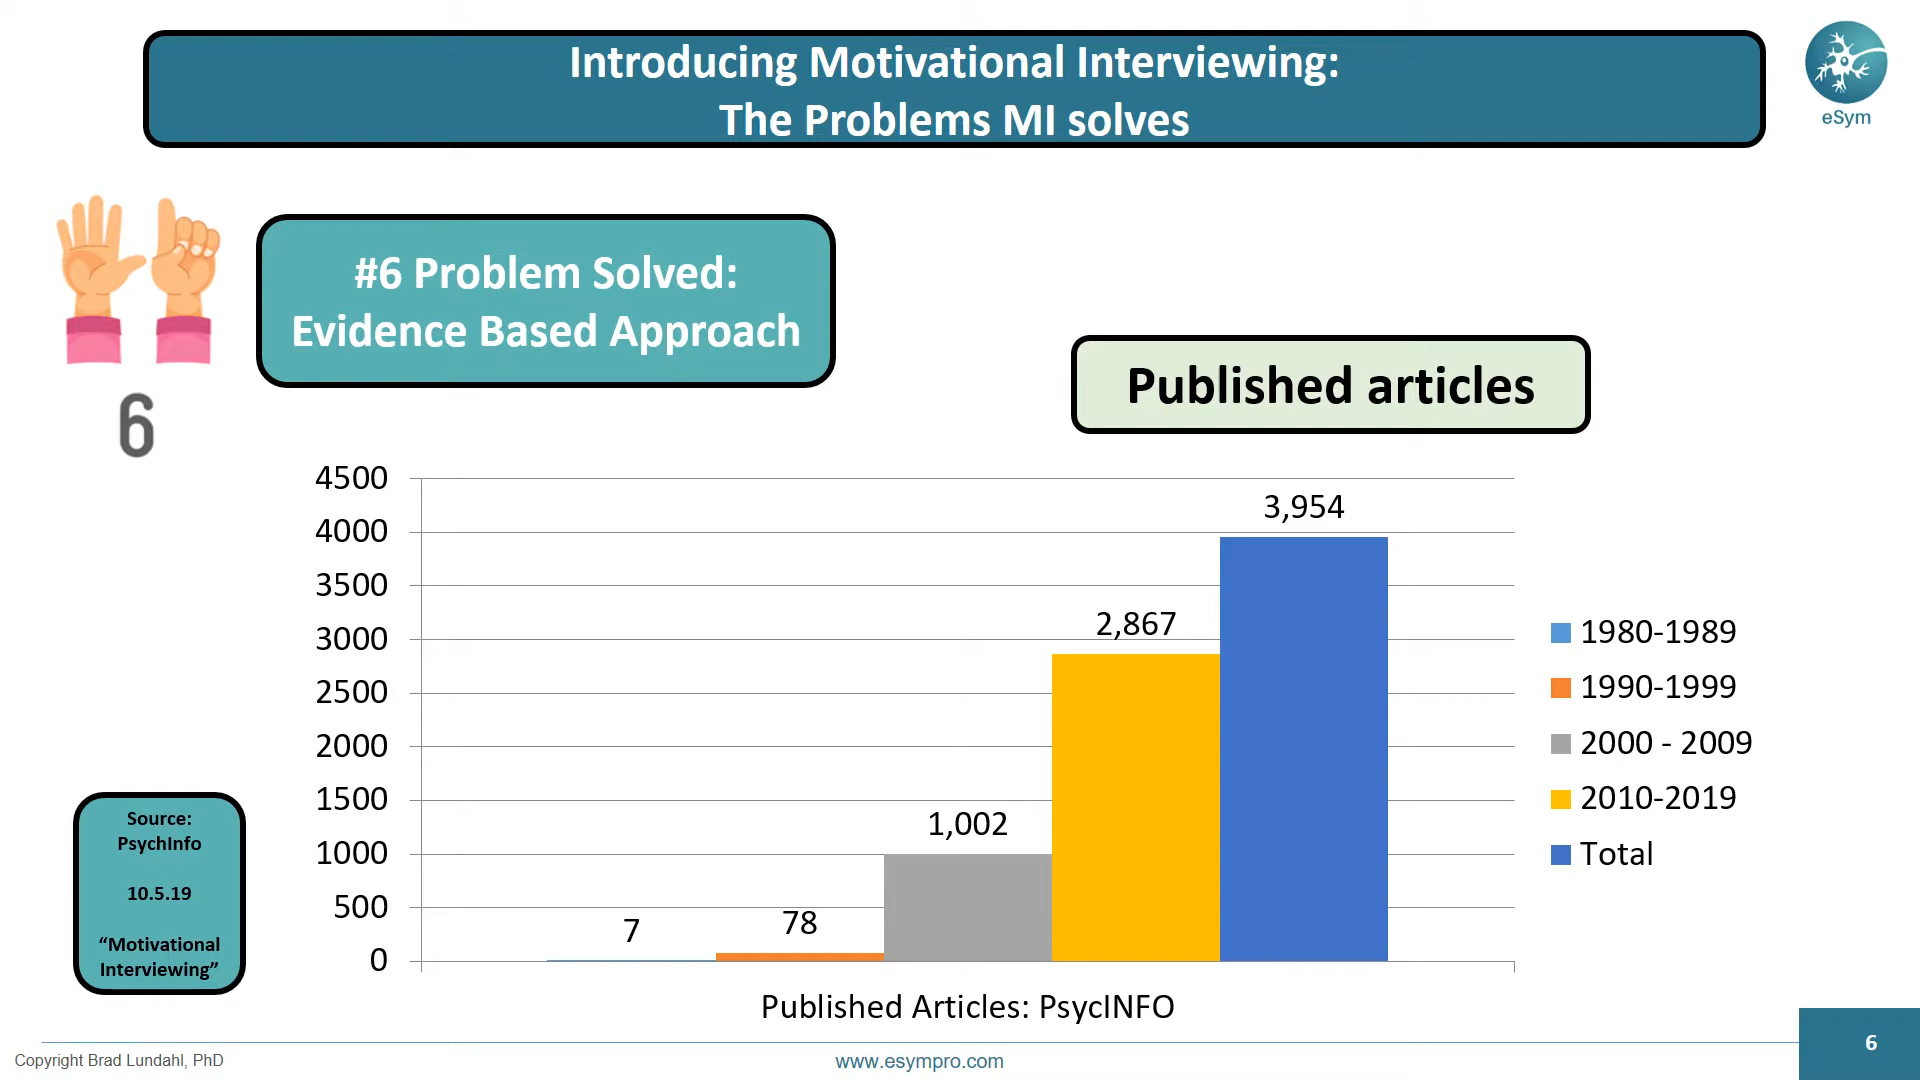 Introducing Motivational Interviewing:
The Problems MI solves
eSym
#6 Problem Solved:
Evidence Based Approach
6
Published articles
4500
4000
3500
3000
2500
2000
1500
1000
500
0
7
78
1,002
2,867
3,954
1980-1989
1990-1999
2000 - 2009
2010-2019
Total
Published Articles: PsycINFO
Source:
PsychInfo
10.5.19
“Motivational
Interviewing”
Copyright Brad Lundahl, PhD
www.esympro.com
6